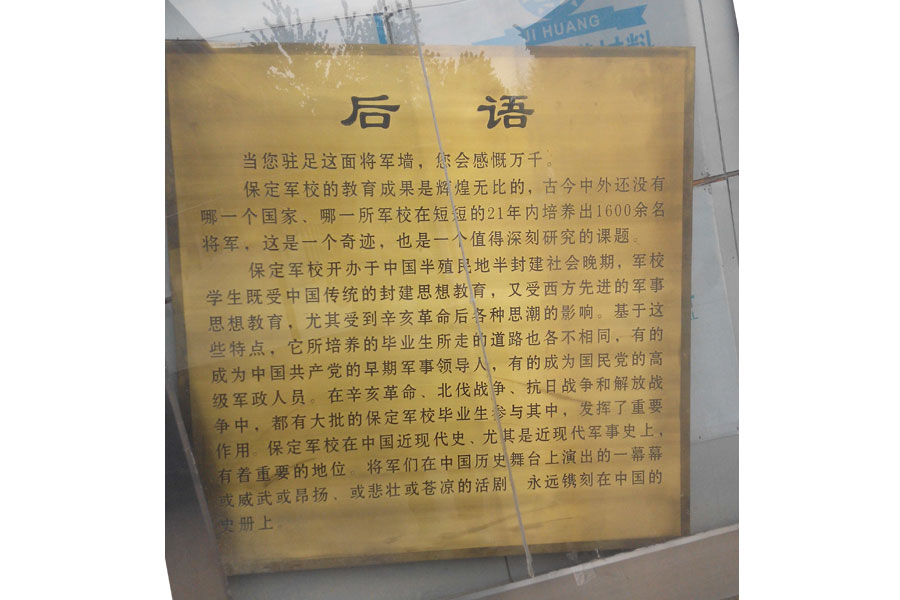 JI HUANG
后 语
当您驻足这面将军墙，您会感慨万千。
保定军校的教育成果是辉煌无比的，古今中外还没有
哪一个国家、哪一所军校在短短的21年内培养出1600余名
将军，这是一个奇迹，也是一个值得深刻研究的课题。
保定军校开办于中国半殖民地半封建社会晚期，军校
学生既受中国传统的封建思想教育，又受西方先进的军事
思想教育，尤其受到辛亥革命后各种思潮的影响。基于这
些特点，它所培养的毕业生所走的道路也各不相同，有的
成为中国共产党的早期军事领导人，有的成为国民党的高
级军政人员。在辛亥革命、北伐战争、抗日战争和解放战
争中，都有大批的保定军校毕业生参与其中，发挥了重要
作用。保定军校在中国近现代史、尤其是近现代军事史上，
有着重要的地位。将军们在中国历史舞台上演出的一幕幕
或威武或昂扬、或悲壮或苍凉的活剧，永远镌刻在中国的
史册上。